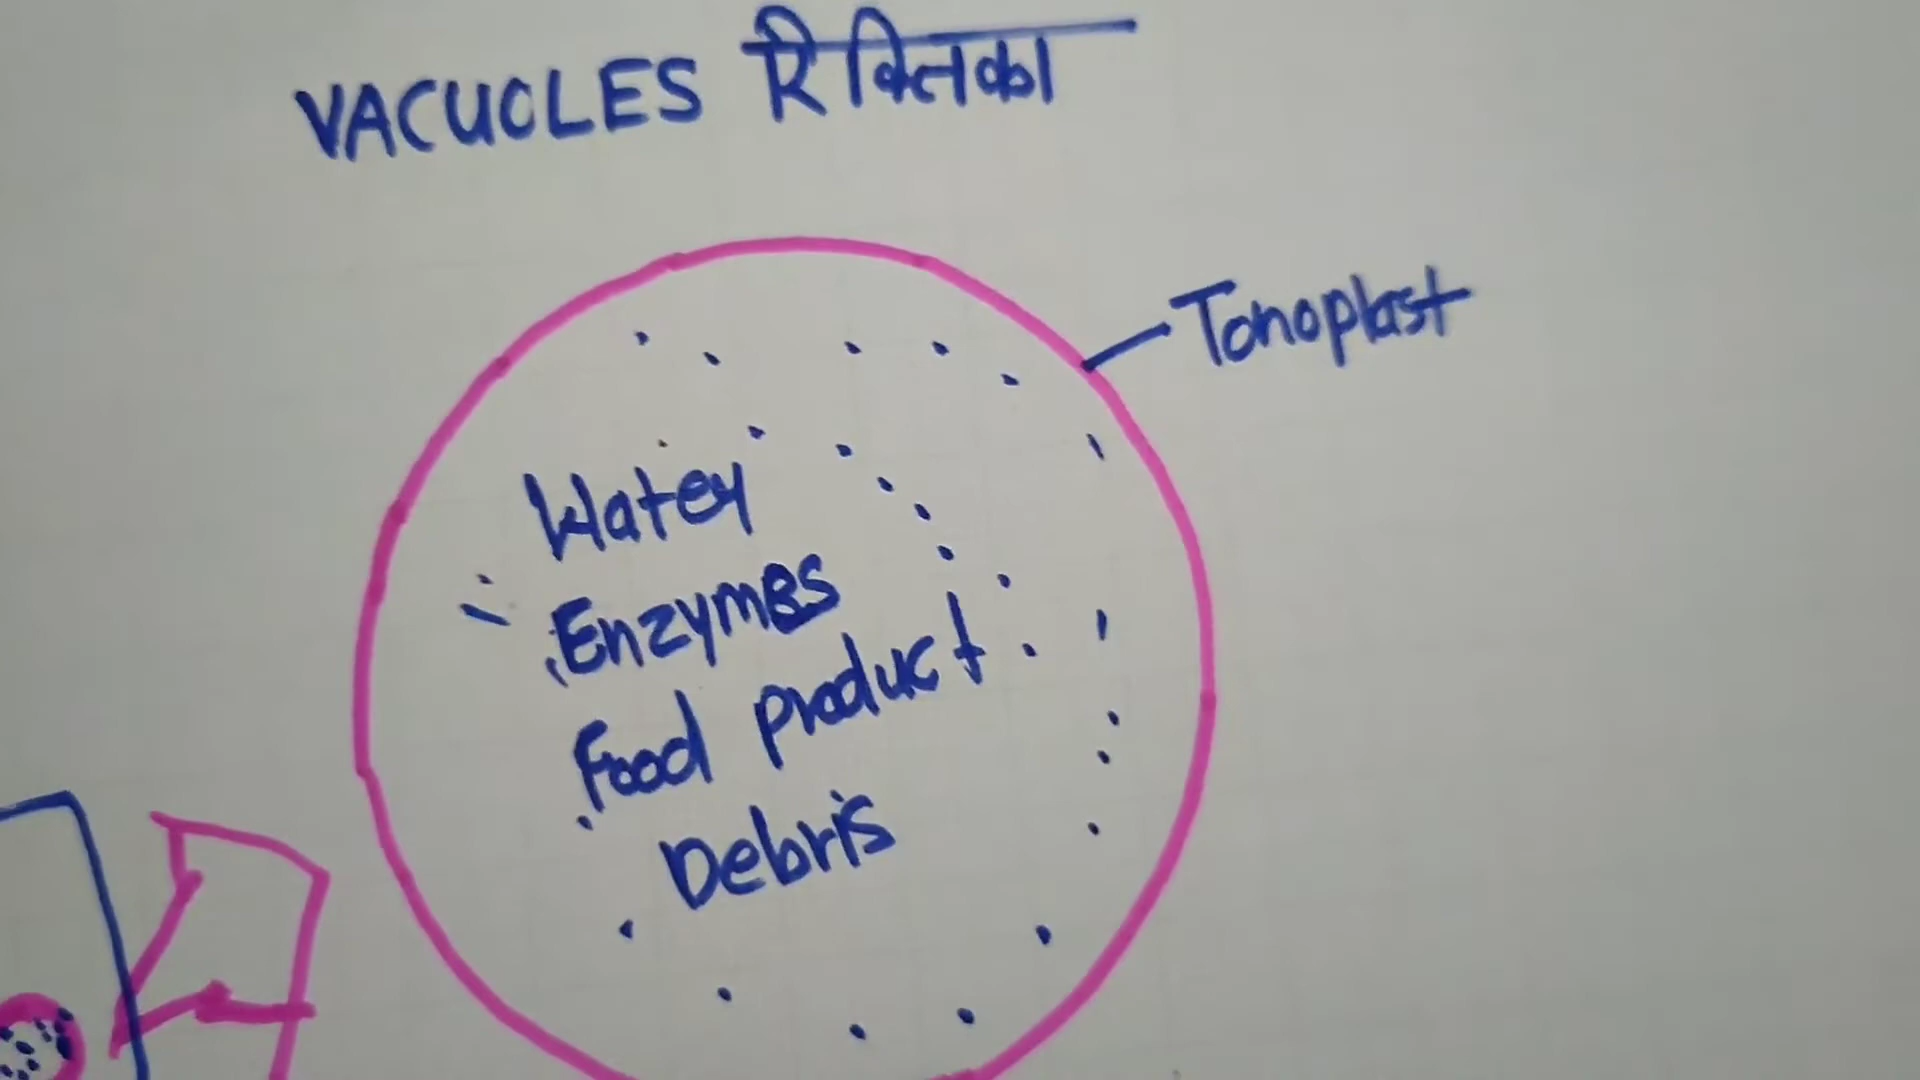 VACUOLES रिक्तिका
Tonoplast
Water
Enzymes
Food product
Debris